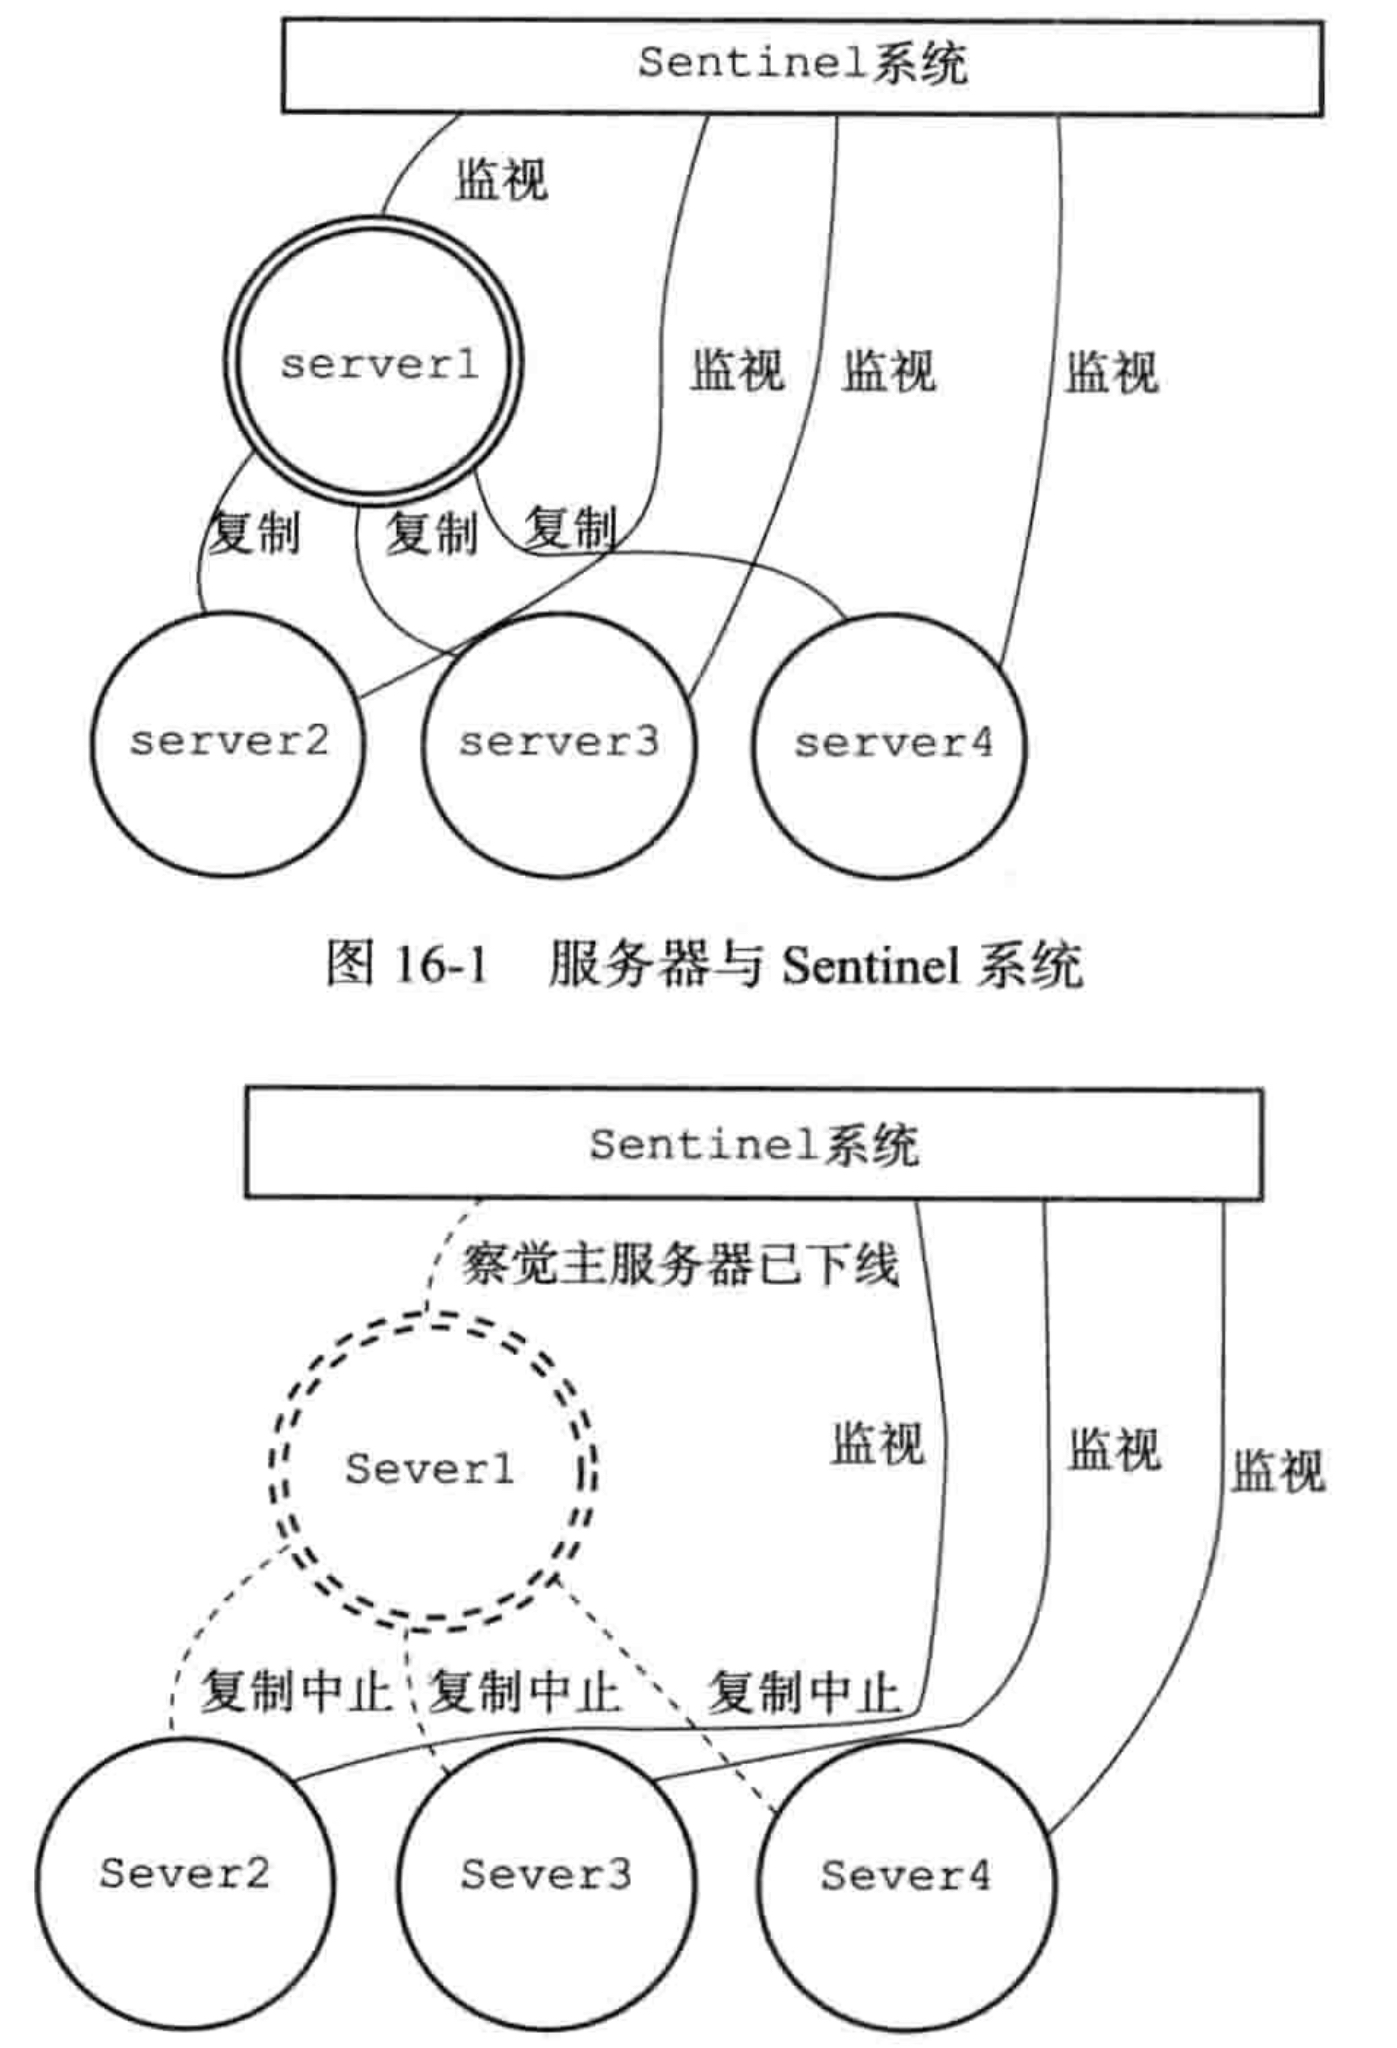 Sentinel系统
监视
server1
监视 监视 监视
复制 复制 复制
server2 server3 server4
图 16-1 服务器与 Sentinel 系统
Sentinel系统
察觉主服务器已下线
监视 监视 监视
Sever1
复制中止 复制中止 复制中止
Sever2 Sever3 Sever4